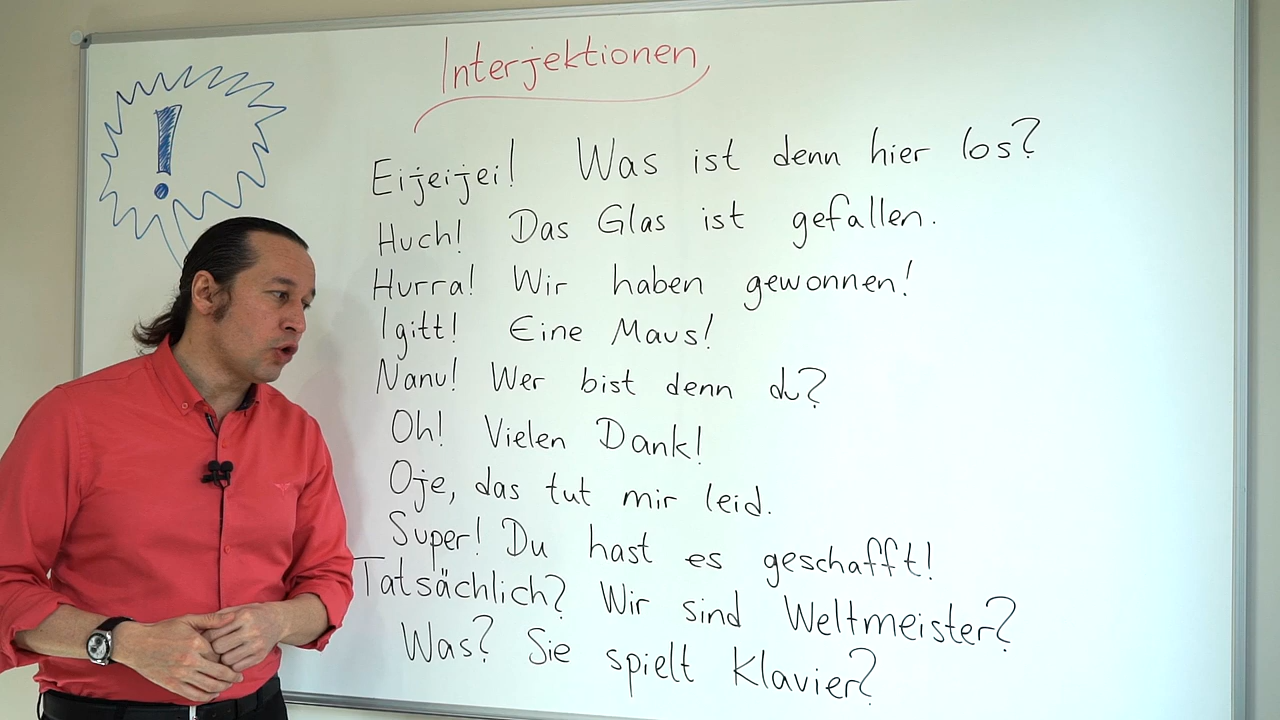 Interjektionen
!
Eijeijei! Was ist denn hier los?
Huch! Das Glas ist gefallen.
Hurra! Wir haben gewonnen!
Igitt! Eine Maus!
Nanu! Wer bist denn du?
Oh! Vielen Dank!
Oje, das tut mir leid.
Super! Du hast es geschafft!
Tatsächlich? Wir sind Weltmeister?
Was? Sie spielt Klavier?